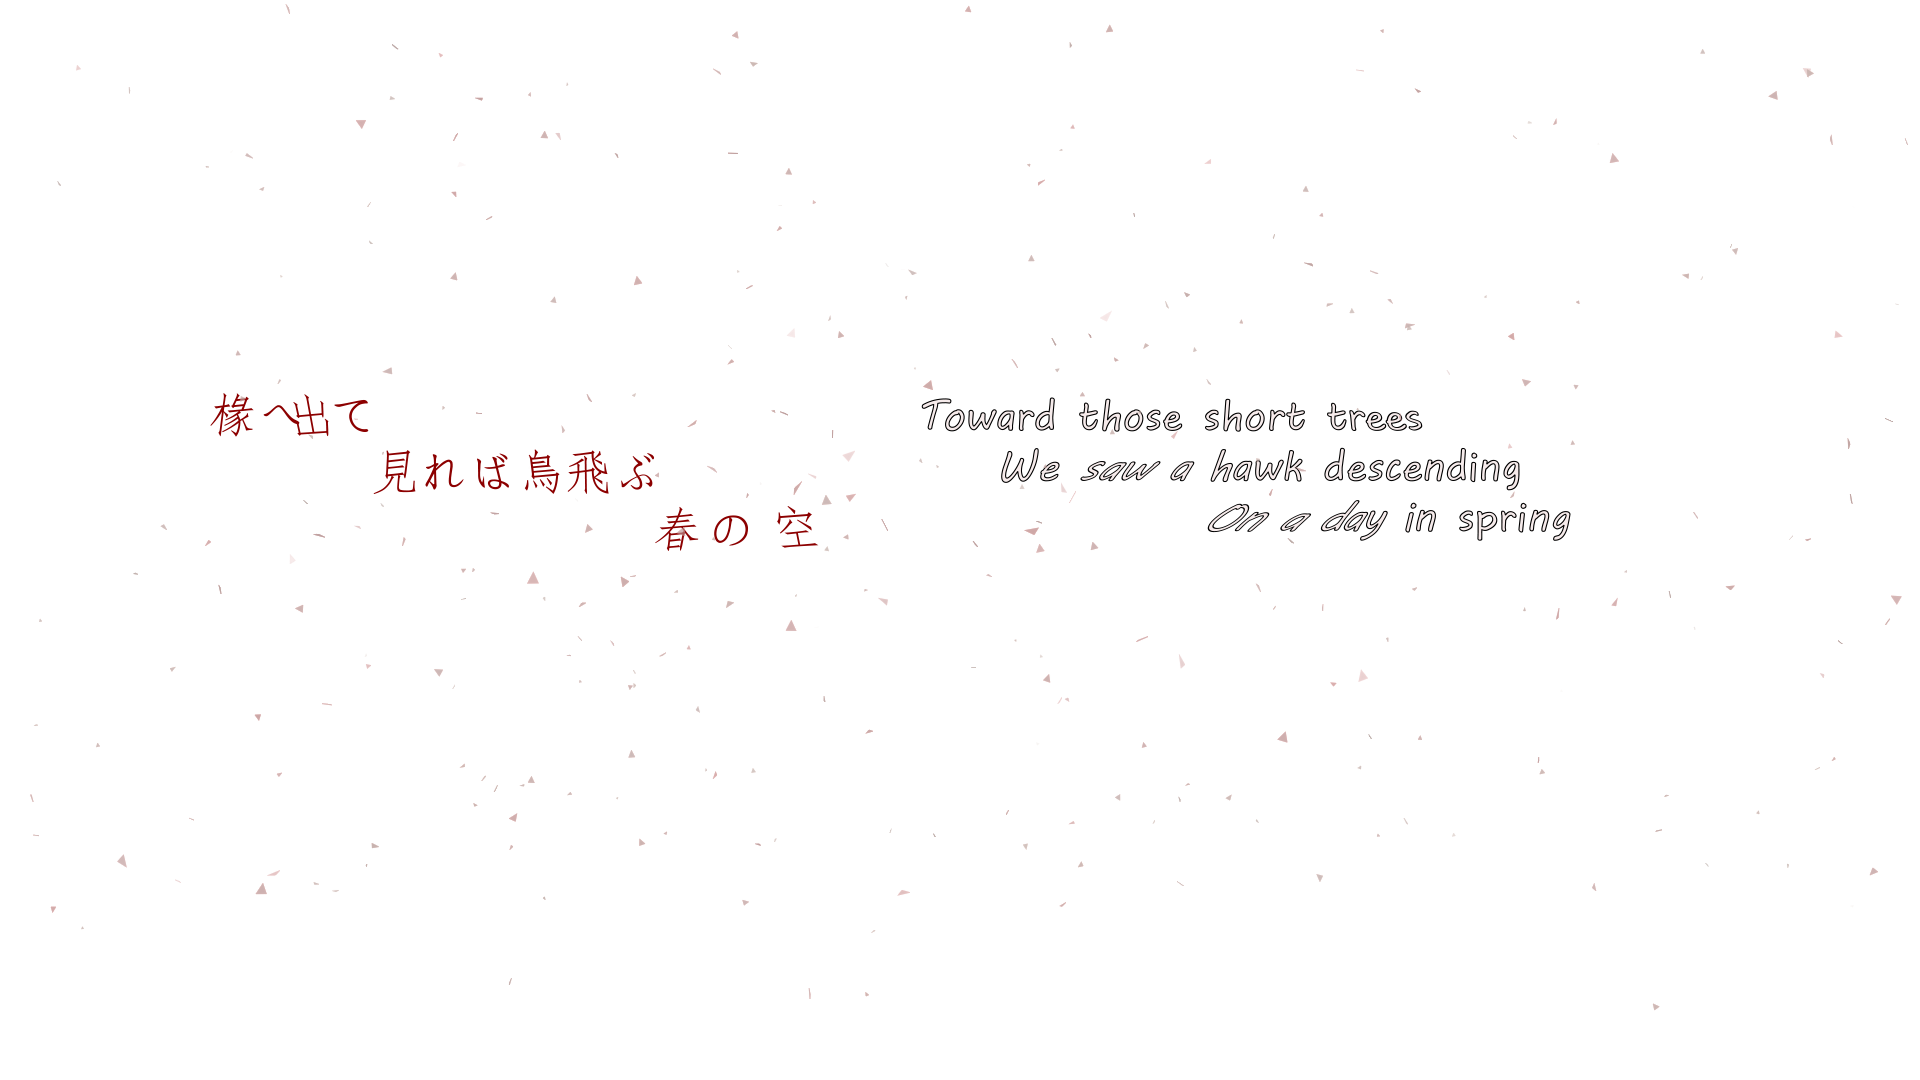 椽へ出て
見れば鳥飛ぶ
春の空
Toward those short trees
We saw a hawk descending
On a day in spring